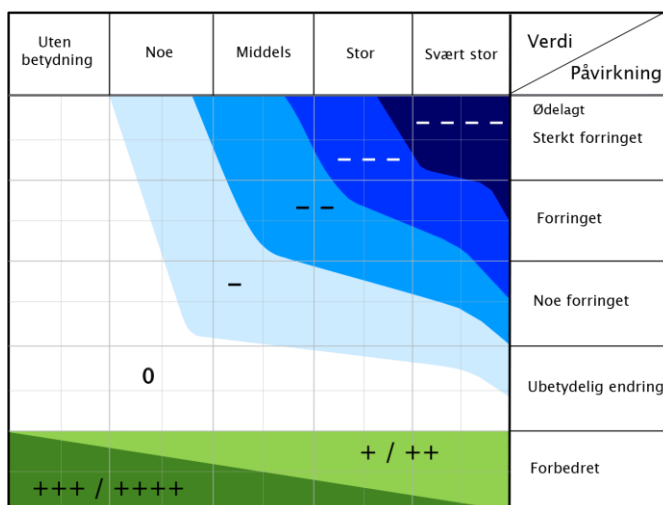 Uten
betydning
Noe
Middels
Stor
Svært stor
Verdi
Påvirkning
Ødelagt
Sterkt forringet
Forringet
Noe forringet
Ubetydelig endring
Forbedret
– – – –
– – –
– –
–
0
+ / ++
+++ / ++++